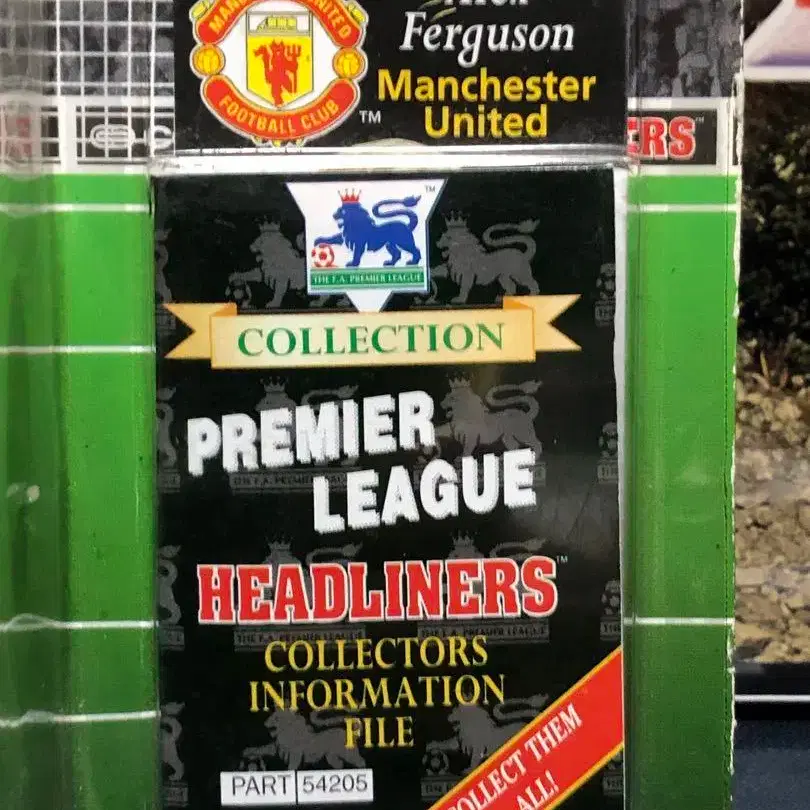 MANCHESTER UNITED
FOOTBALL CLUB
TM
Ferguson
Manchester
United
ERS
TM
THE F.A. PREMIER LEAGUE
COLLECTION
PREMIER
LEAGUE
HEADLINERS™
COLLECTORS
INFORMATION
FILE
PART 54205
COLLECT THEM
ALL!